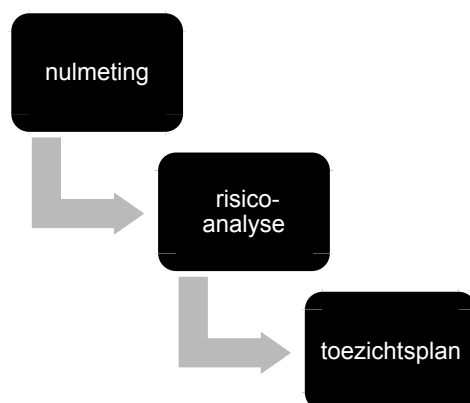 nulmeting
risico-
analyse
toezichtsplan